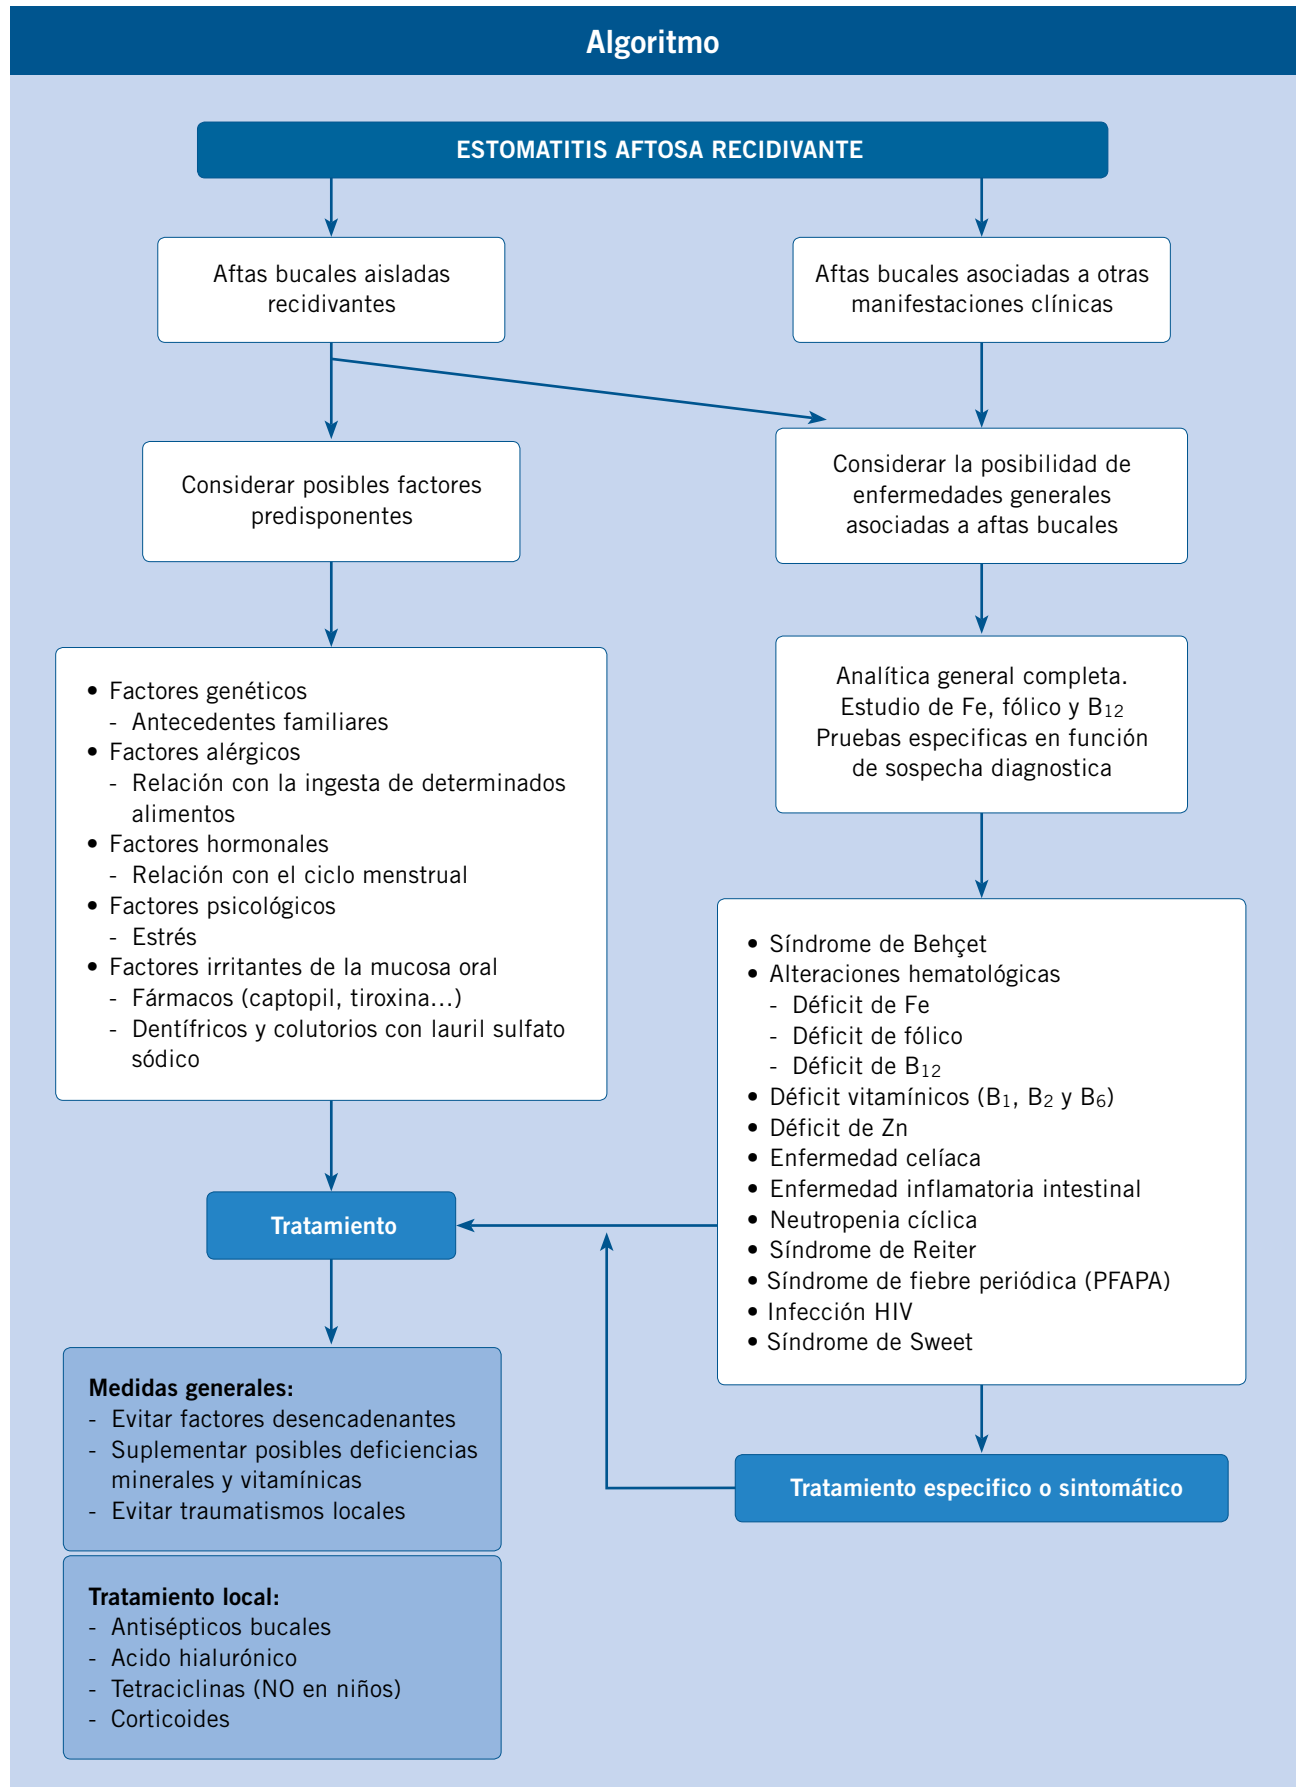 Algoritmo
ESTOMATITIS AFTOSA RECIDIVANTE
Aftas bucales aisladas
recidivantes
Aftas bucales asociadas a otras
manifestaciones clínicas
Considerar posibles factores
predisponentes
Considerar la posibilidad de
enfermedades generales
asociadas a aftas bucales
• Factores genéticos
- Antecedentes familiares
• Factores alérgicos
- Relación con la ingesta de determinados
alimentos
• Factores hormonales
- Relación con el ciclo menstrual
• Factores psicológicos
- Estrés
• Factores irritantes de la mucosa oral
- Fármacos (captopil, tiroxina...)
- Dentífricos y colutorios con lauril sulfato
sódico
Analítica general completa.
Estudio de Fe, fólico y B12
Pruebas especificas en función
de sospecha diagnostica
• Síndrome de Behçet
• Alteraciones hematológicas
- Déficit de Fe
- Déficit de fólico
- Déficit de B12
• Déficit vitamínicos (B1, B2 y B6)
• Déficit de Zn
• Enfermedad celíaca
• Enfermedad inflamatoria intestinal
• Neutropenia cíclica
• Síndrome de Reiter
• Síndrome de fiebre periódica (PFAPA)
• Infección HIV
• Síndrome de Sweet
Tratamiento
Tratamiento especifico o sintomático
Medidas generales:
- Evitar factores desencadenantes
- Suplementar posibles deficiencias
minerales y vitamínicas
- Evitar traumatismos locales
Tratamiento local:
- Antisépticos bucales
- Acido hialurónico
- Tetraciclinas (NO en niños)
- Corticoides